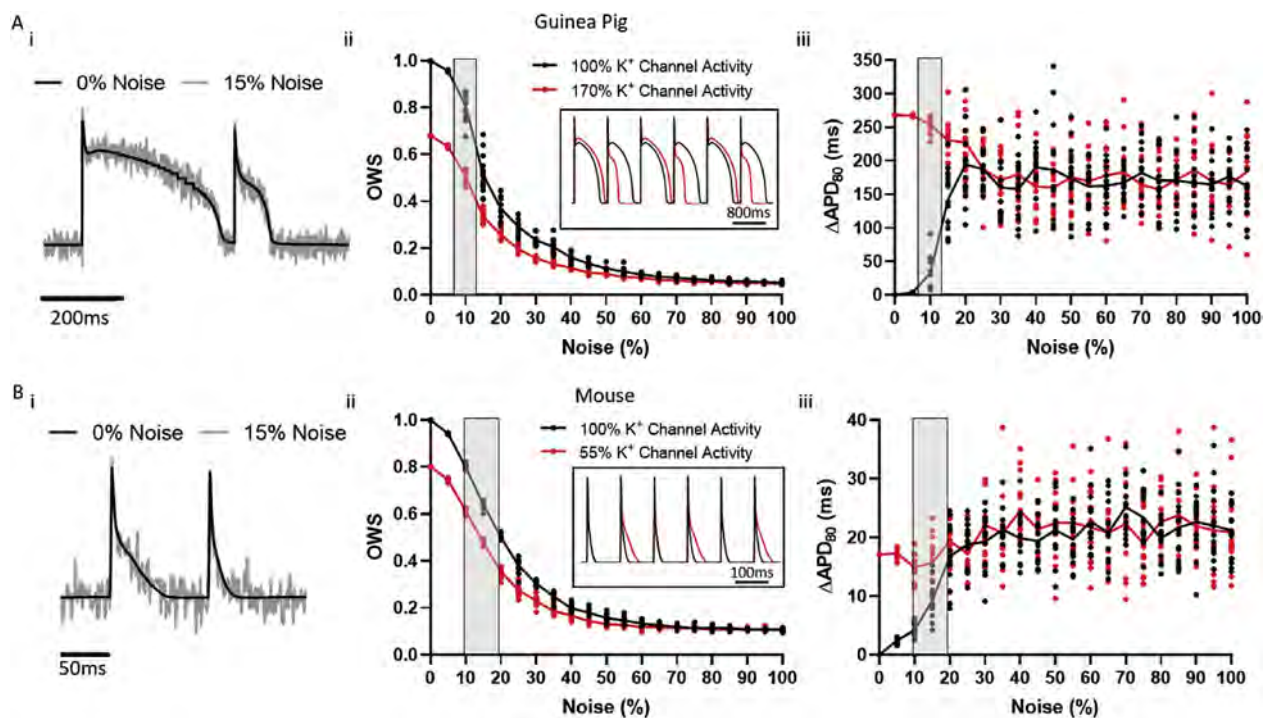 A
Guinea Pig
i
0% Noise 15% Noise
200ms
ii
OWS
1.0
0.8
0.6
0.4
0.2
0.0
100% K+ Channel Activity
170% K+ Channel Activity
800ms
0 10 20 30 40 50 60 70 80 90 100
Noise (%)
iii
ΔAPD80 (ms)
350
300
250
200
150
100
50
0
0 10 20 30 40 50 60 70 80 90 100
Noise (%)
B
Mouse
i
0% Noise 15% Noise
50ms
ii
OWS
1.0
0.8
0.6
0.4
0.2
0.0
100% K+ Channel Activity
55% K+ Channel Activity
100ms
0 10 20 30 40 50 60 70 80 90 100
Noise (%)
iii
ΔAPD80 (ms)
40
30
20
10
0
0 10 20 30 40 50 60 70 80 90 100
Noise (%)